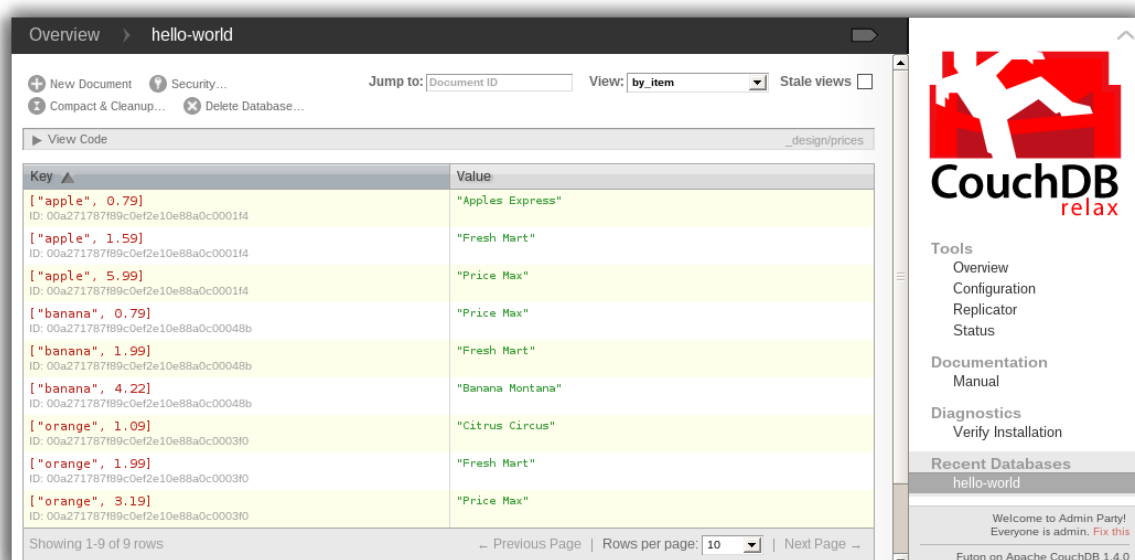 Overview hello-world
New Document Security…
Compact & Cleanup… Delete Database…
Jump to: Document ID View: by_item Stale views
View Code _design/prices
Key Value
["apple", 0.79] "Apples Express"
ID: 00a271787f89c0ef2e10e88a0c0001f4
["apple", 1.59] "Fresh Mart"
ID: 00a271787f89c0ef2e10e88a0c0001f4
["apple", 5.99] "Price Max"
ID: 00a271787f89c0ef2e10e88a0c0001f4
["banana", 0.79] "Price Max"
ID: 00a271787f89c0ef2e10e88a0c00048b
["banana", 1.99] "Fresh Mart"
ID: 00a271787f89c0ef2e10e88a0c00048b
["banana", 4.22] "Banana Montana"
ID: 00a271787f89c0ef2e10e88a0c00048b
["orange", 1.09] "Citrus Circus"
ID: 00a271787f89c0ef2e10e88a0c0003f0
["orange", 1.99] "Fresh Mart"
ID: 00a271787f89c0ef2e10e88a0c0003f0
["orange", 3.19] "Price Max"
ID: 00a271787f89c0ef2e10e88a0c0003f0
Showing 1-9 of 9 rows ← Previous Page | Rows per page: 10 | Next Page →
CouchDB
relax
Tools
Overview
Configuration
Replicator
Status
Documentation
Manual
Diagnostics
Verify Installation
Recent Databases
hello-world
Welcome to Admin Party!
Everyone is admin. Fix this
Futon on Apache CouchDB 1.4.0